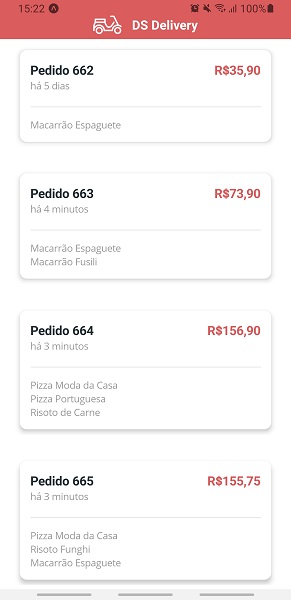 15:22
100%
DS Delivery
Pedido 662
R$35,90
há 5 dias
Macarrão Espaguete
Pedido 663
R$73,90
há 4 minutos
Macarrão Espaguete
Macarrão Fusili
Pedido 664
R$156,90
há 3 minutos
Pizza Moda da Casa
Pizza Portuguesa
Risoto de Carne
Pedido 665
R$155,75
há 3 minutos
Pizza Moda da Casa
Risoto Funghi
Macarrão Espaguete